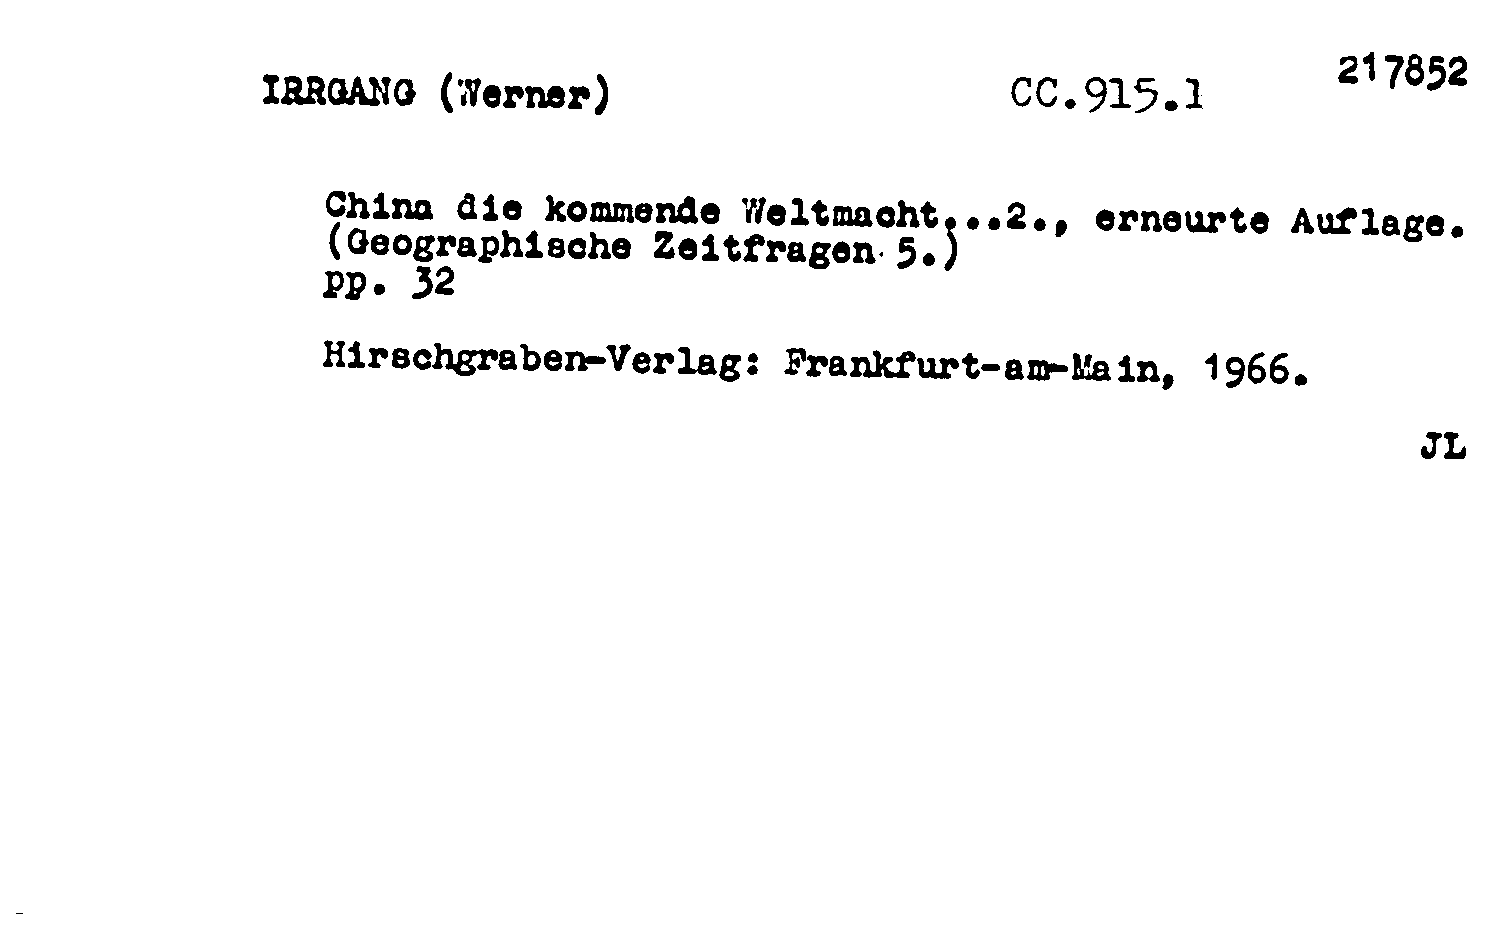 217852
IRRGANG (Werner) CC.915.1
China die kommende Weltmacht...2., erneurte Auflage.
(Geographische Zeitfragen 5.)
pp. 32
Hirschgraben-Verlag: Frankfurt-am-Main, 1966.
JL